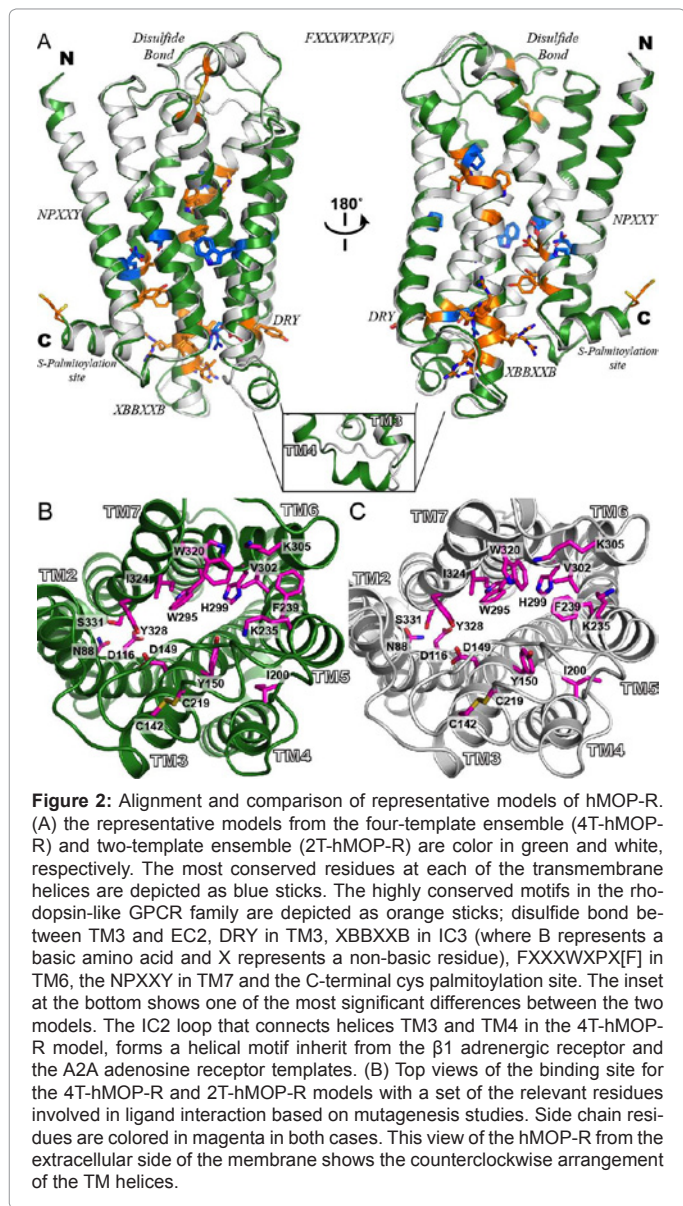 A
N
Disulfide
Bond
FXXXWXPX(F)
Disulfide
Bond
N
NPXXY
180°
NPXXY
C
S-Palmitoylation
site
DRY
XBBXXB
DRY
C
S-Palmitoylation
site
XBBXXB
TM3
TM4
B
TM7
TM6
W320
K305
I324
V302
TM2
W295
H299
F239
S331
Y328
K235
N88
D116
D149
Y150
I200
TM5
C219
C142
TM3
TM4
C
TM7
TM6
W320
K305
I324
V302
TM2
W295
H299
F239
S331
Y328
K235
N88
D116
D149
Y150
I200
TM5
C219
C142
TM3
TM4
Figure 2: Alignment and comparison of representative models of hMOP-R.
(A) the representative models from the four-template ensemble (4T-hMOP-
R) and two-template ensemble (2T-hMOP-R) are color in green and white,
respectively. The most conserved residues at each of the transmembrane
helices are depicted as blue sticks. The highly conserved motifs in the rho-
dopsin-like GPCR family are depicted as orange sticks; disulfide bond be-
tween TM3 and EC2, DRY in TM3, XBBXXB in IC3 (where B represents a
basic amino acid and X represents a non-basic residue), FXXXWXPX[F] in
TM6, the NPXXY in TM7 and the C-terminal cys palmitoylation site. The inset
at the bottom shows one of the most significant differences between the two
models. The IC2 loop that connects helices TM3 and TM4 in the 4T-hMOP-
R model, forms a helical motif inherit from the β1 adrenergic receptor and
the A2A adenosine receptor templates. (B) Top views of the binding site for
the 4T-hMOP-R and 2T-hMOP-R models with a set of the relevant residues
involved in ligand interaction based on mutagenesis studies. Side chain resi-
dues are colored in magenta in both cases. This view of the hMOP-R from the
extracellular side of the membrane shows the counterclockwise arrangement
of the TM helices.